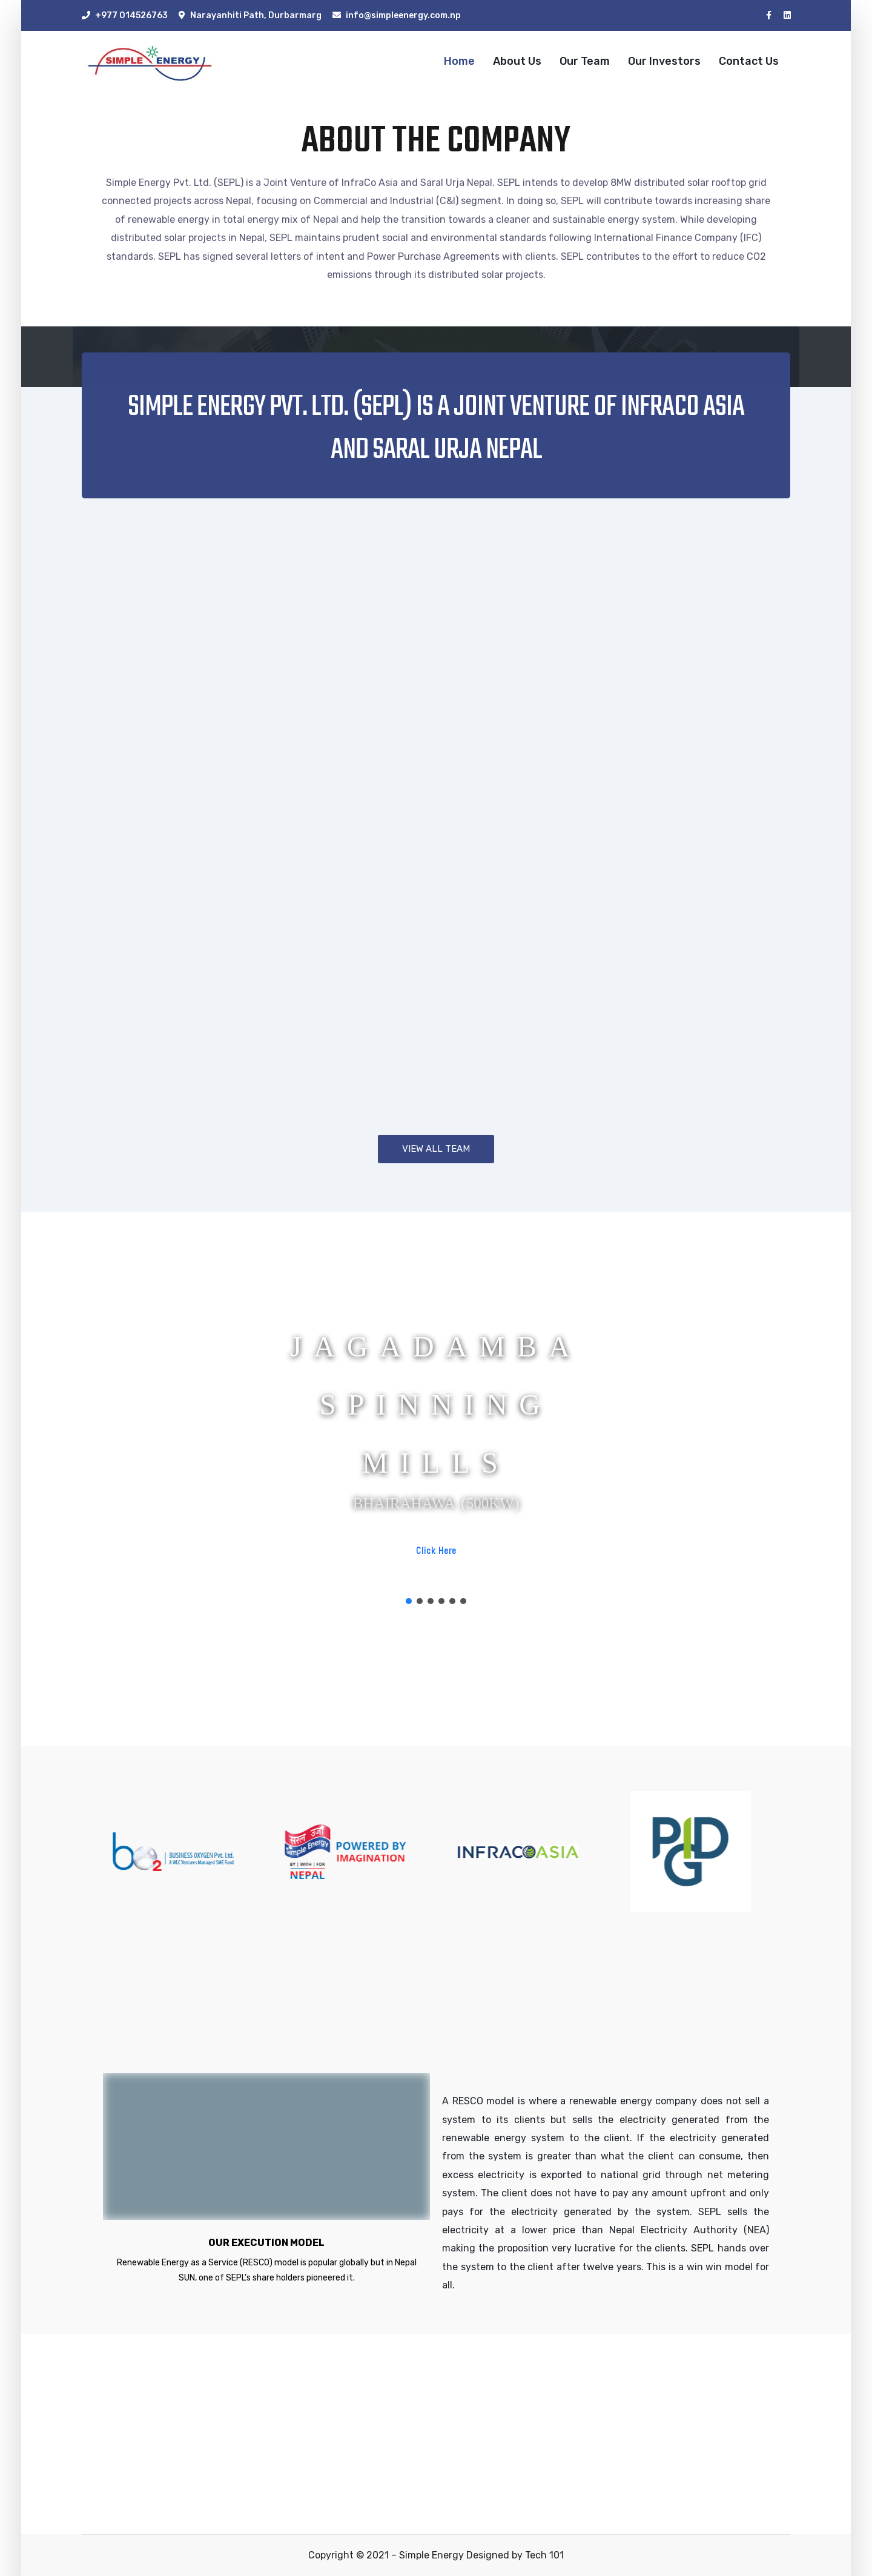 +977 014526763 Narayanhiti Path, Durbarmarg info@simpleenergy.com.np
SIMPLE ENERGY
Home About Us Our Team Our Investors Contact Us
ABOUT THE COMPANY
Simple Energy Pvt. Ltd. (SEPL) is a Joint Venture of InfraCo Asia and Saral Urja Nepal. SEPL intends to develop 8MW distributed solar rooftop grid
connected projects across Nepal, focusing on Commercial and Industrial (C&I) segment. In doing so, SEPL will contribute towards increasing share
of renewable energy in total energy mix of Nepal and help the transition towards a cleaner and sustainable energy system. While developing
distributed solar projects in Nepal, SEPL maintains prudent social and environmental standards following International Finance Company (IFC)
standards. SEPL has signed several letters of intent and Power Purchase Agreements with clients. SEPL contributes to the effort to reduce CO2
emissions through its distributed solar projects.
SIMPLE ENERGY PVT. LTD. (SEPL) IS A JOINT VENTURE OF INFRACO ASIA
AND SARAL URJA NEPAL
VIEW ALL TEAM
JAGADAMBA
SPINNING
MILLS
BHAIRAHAWA (500KW)
Click Here
bo2 BUSINESS OXYGEN Pvt. Ltd.
A WLC Ventures Managed SME Fund
सरल उर्जा
Simple Energy
BY | WITH | FOR
NEPAL
POWERED BY
IMAGINATION
INFRACOASIA
PIDG
A RESCO model is where a renewable energy company does not sell a
system to its clients but sells the electricity generated from the
renewable energy system to the client. If the electricity generated
from the system is greater than what the client can consume, then
excess electricity is exported to national grid through net metering
system. The client does not have to pay any amount upfront and only
pays for the electricity generated by the system. SEPL sells the
electricity at a lower price than Nepal Electricity Authority (NEA)
making the proposition very lucrative for the clients. SEPL hands over
the system to the client after twelve years. This is a win win model for
all.
OUR EXECUTION MODEL
Renewable Energy as a Service (RESCO) model is popular globally but in Nepal
SUN, one of SEPL's share holders pioneered it.
Copyright © 2021 – Simple Energy Designed by Tech 101